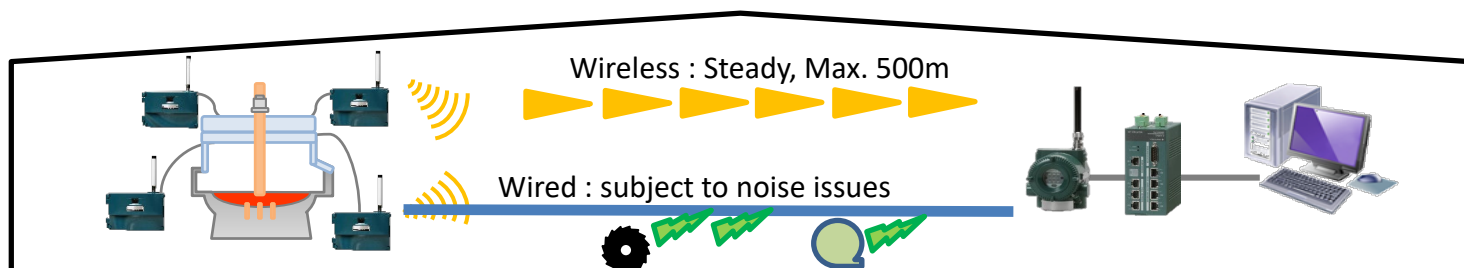 Wireless : Steady, Max. 500m
Wired : subject to noise issues